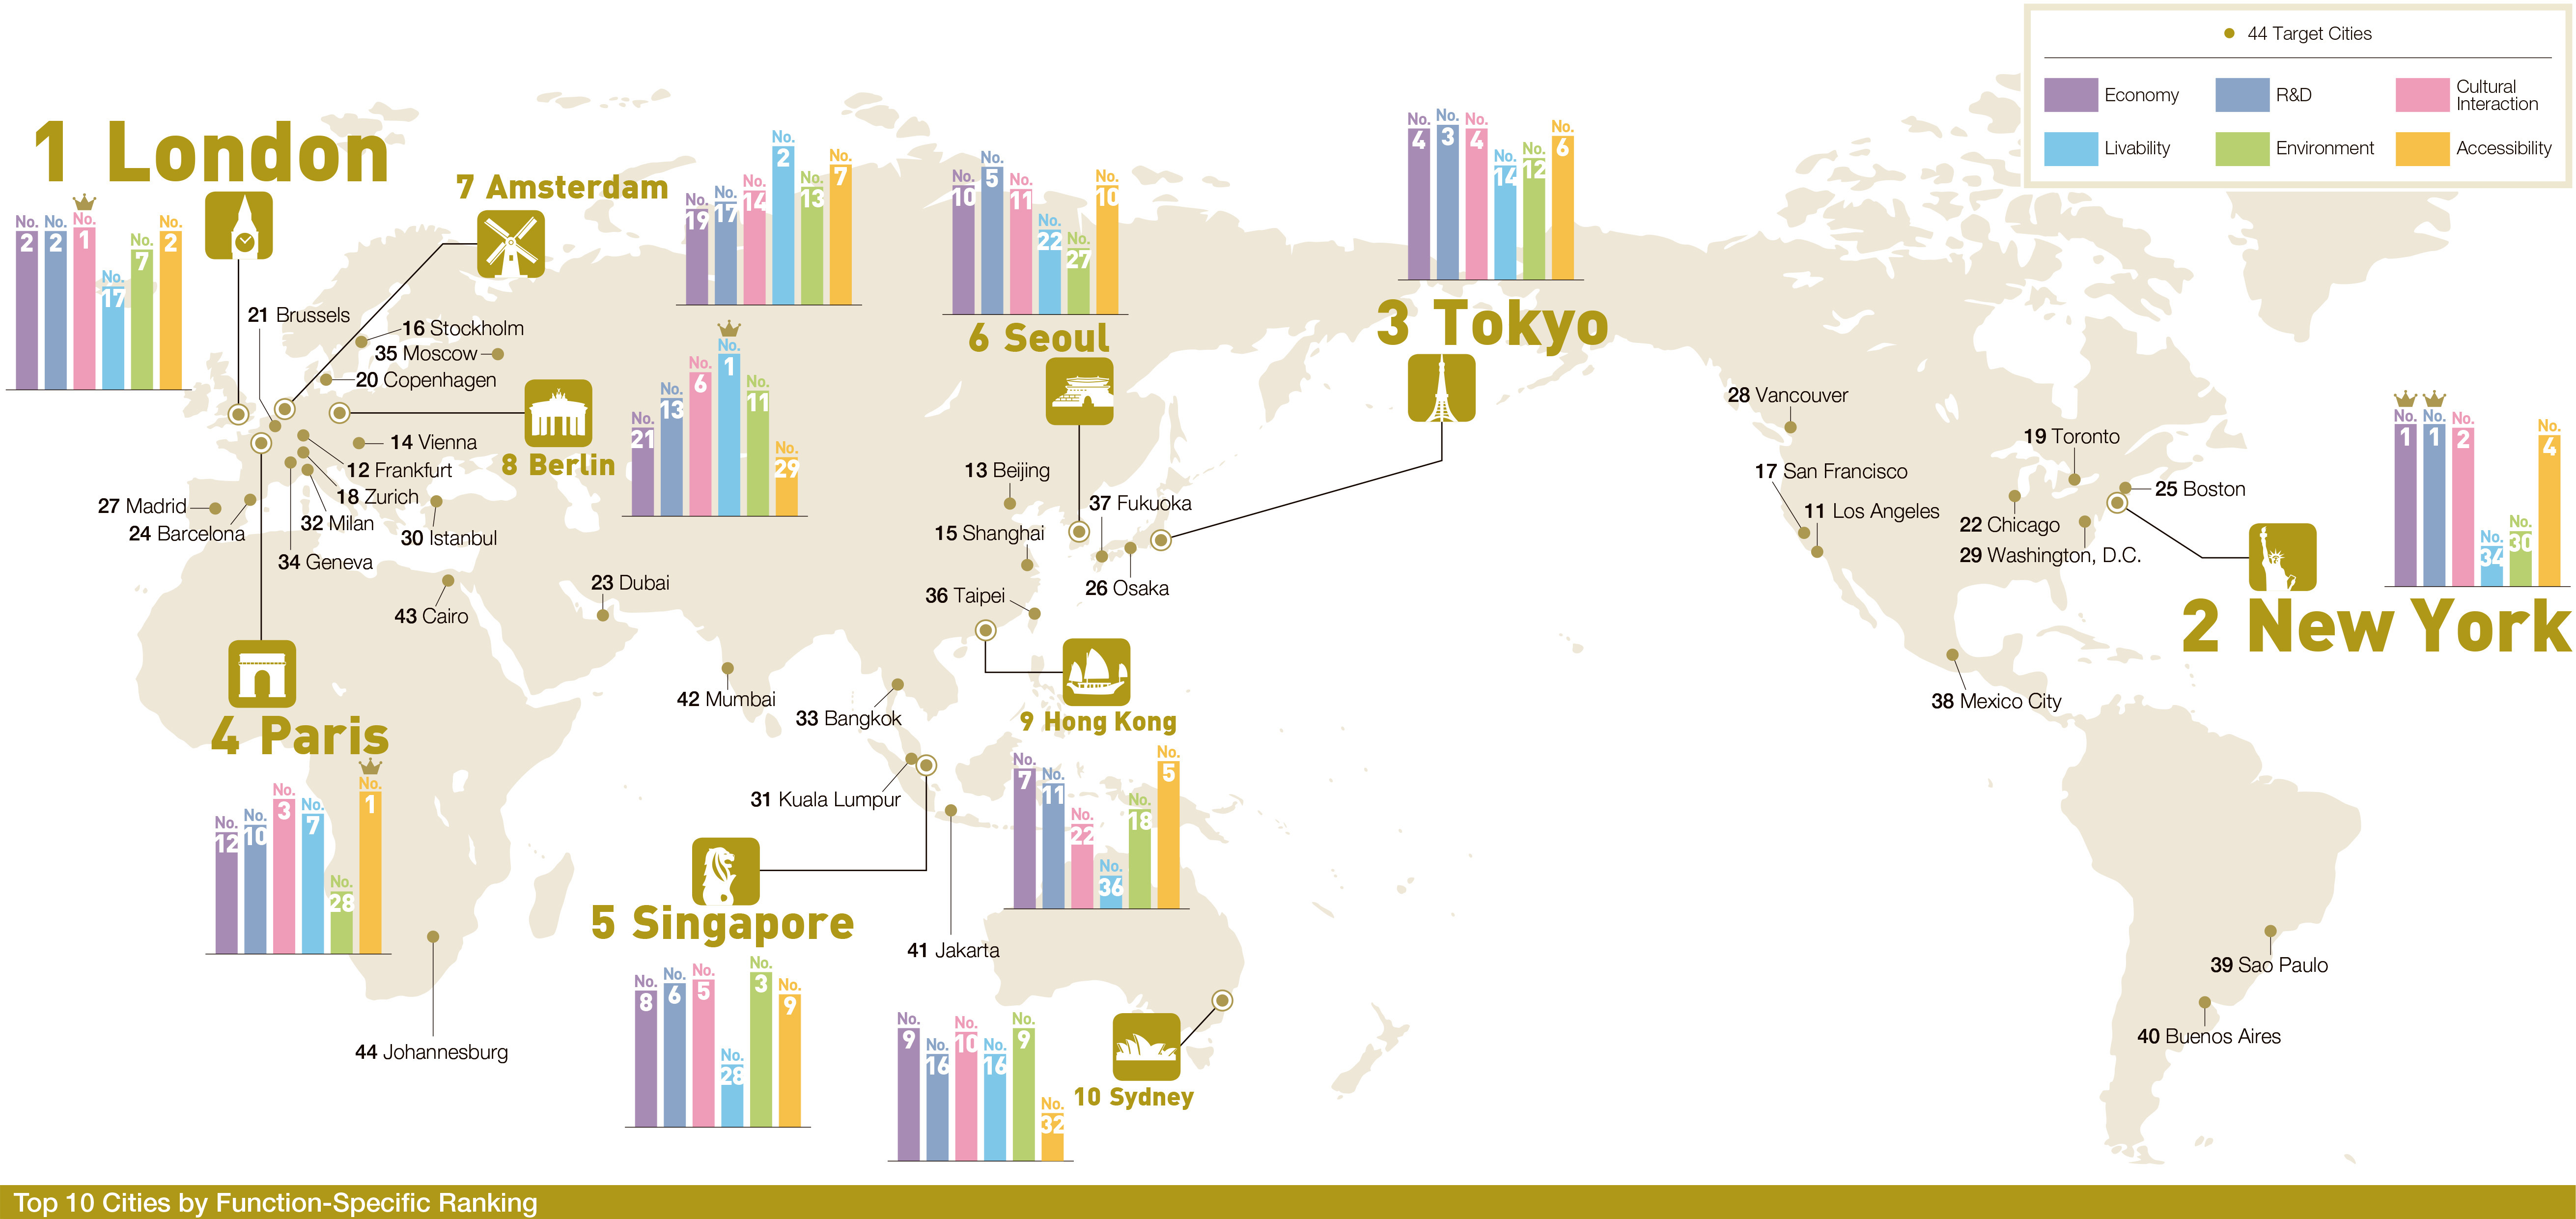 44 Target Cities
Economy
R&D
Cultural
Interaction
Livability
Environment
Accessibility
1 London
No. No. No. No. No. No.
2 2 1 17 7 2
7 Amsterdam
No. No. No. No. No. No.
19 17 14 2 13 7
6 Seoul
No. No. No. No. No. No.
10 5 11 22 27 10
3 Tokyo
No. No. No. No. No. No.
4 3 4 14 12 6
8 Berlin
No. No. No. No. No. No.
21 13 6 1 11 29
2 New York
No. No. No. No. No. No.
1 1 2 34 30 4
4 Paris
No. No. No. No. No. No.
12 10 3 7 28 1
9 Hong Kong
No. No. No. No. No. No.
7 11 22 36 18 5
5 Singapore
No. No. No. No. No. No.
8 6 5 28 3 9
10 Sydney
No. No. No. No. No. No.
9 16 10 16 9 32
21 Brussels
16 Stockholm
35 Moscow
20 Copenhagen
14 Vienna
12 Frankfurt
18 Zurich
32 Milan
34 Geneva
27 Madrid
24 Barcelona
30 Istanbul
43 Cairo
23 Dubai
42 Mumbai
33 Bangkok
31 Kuala Lumpur
41 Jakarta
44 Johannesburg
13 Beijing
15 Shanghai
37 Fukuoka
26 Osaka
36 Taipei
28 Vancouver
17 San Francisco
11 Los Angeles
19 Toronto
25 Boston
22 Chicago
29 Washington, D.C.
38 Mexico City
39 Sao Paulo
40 Buenos Aires
Top 10 Cities by Function-Specific Ranking